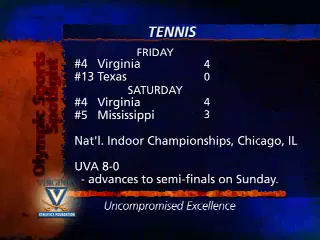 TENNIS
FRIDAY
#4 Virginia 4
#13 Texas 0
SATURDAY
#4 Virginia 4
#5 Mississippi 3
Nat'l. Indoor Championships, Chicago, IL
UVA 8-0
- advances to semi-finals on Sunday.
Olympic Sports
Spotlight
VIRGINIA
ATHLETICS FOUNDATION
Uncompromised Excellence